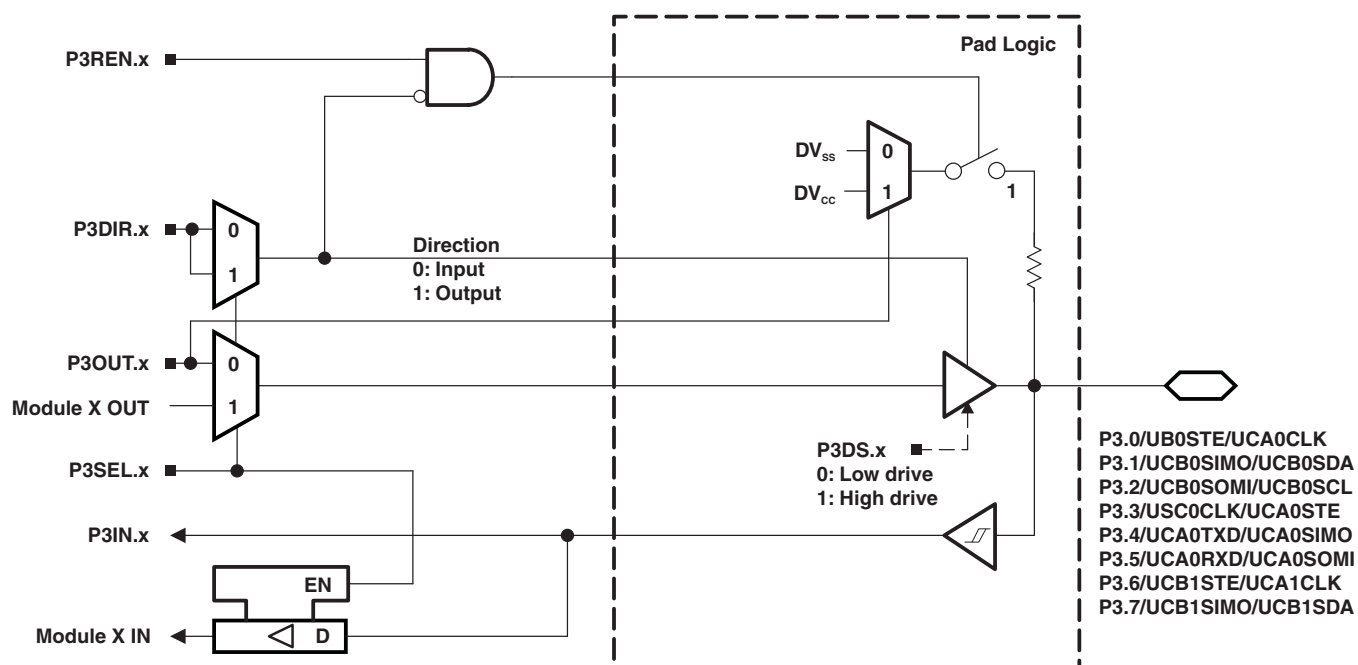 Pad Logic
P3REN.x
DVss
0
DVcc
1
1
P3DIR.x
0
1
Direction
0: Input
1: Output
P3OUT.x
0
Module X OUT
1
P3SEL.x
P3DS.x
0: Low drive
1: High drive
P3IN.x
EN
D
Module X IN
P3.0/UB0STE/UCA0CLK
P3.1/UCB0SIMO/UCB0SDA
P3.2/UCB0SOMI/UCB0SCL
P3.3/USC0CLK/UCA0STE
P3.4/UCA0TXD/UCA0SIMO
P3.5/UCA0RXD/UCA0SOMI
P3.6/UCB1STE/UCA1CLK
P3.7/UCB1SIMO/UCB1SDA